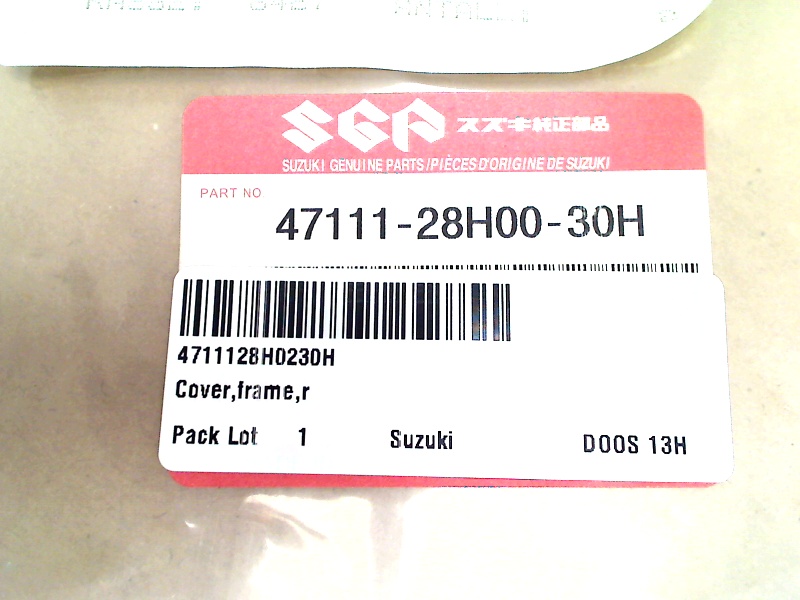 SGP スズキ純正部品
SUZUKI GENUINE PARTS/PIÈCES D'ORIGINE DE SUZUKI
PART NO
47111-28H00-30H
4711128H0230H
Cover,frame,r
Pack Lot 1 Suzuki DOOS 13H